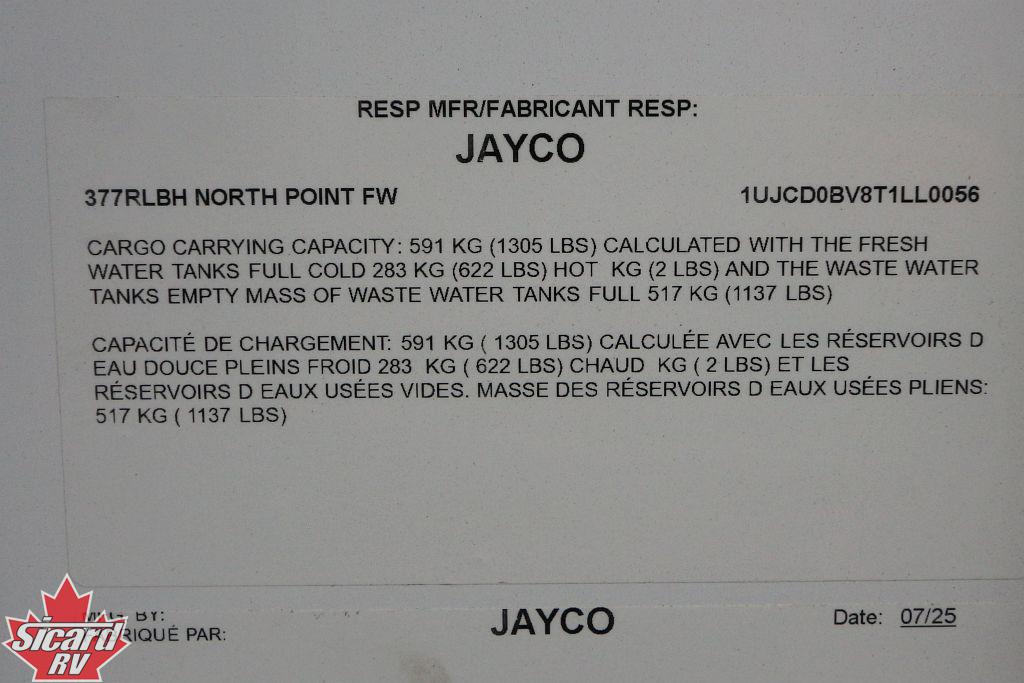 RESP MFR/FABRICANT RESP:
JAYCO
377RLBH NORTH POINT FW 1UJCD0BV8T1LL0056
CARGO CARRYING CAPACITY: 591 KG (1305 LBS) CALCULATED WITH THE FRESH
WATER TANKS FULL COLD 283 KG (622 LBS) HOT  KG (2 LBS) AND THE WASTE WATER
TANKS EMPTY MASS OF WASTE WATER TANKS FULL 517 KG (1137 LBS)
CAPACITÉ DE CHARGEMENT: 591 KG ( 1305 LBS) CALCULÉE AVEC LES RÉSERVOIRS D
EAU DOUCE PLEINS FROID 283  KG ( 622 LBS) CHAUD  KG ( 2 LBS) ET LES
RÉSERVOIRS D EAUX USÉES VIDES. MASSE DES RÉSERVOIRS D EAUX USÉES PLIENS:
517 KG ( 1137 LBS)
BY:
JAYCO Date: 07/25
PAR:
Sicard
RV